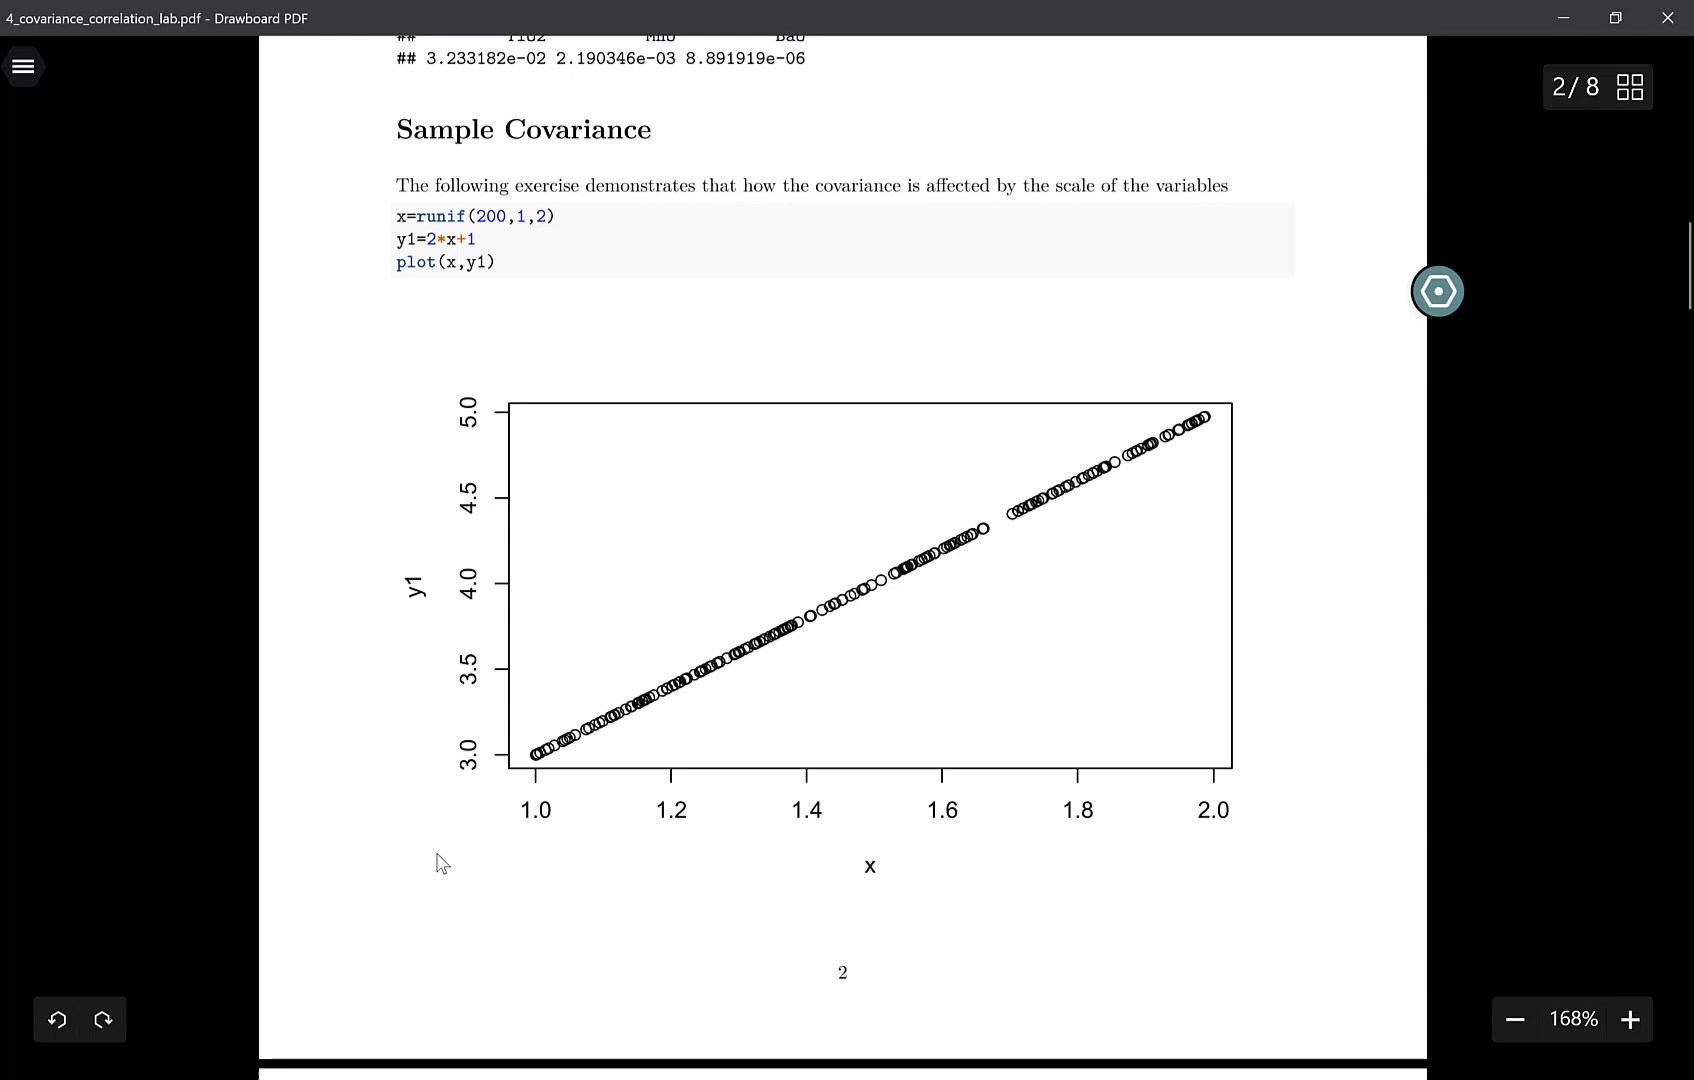 4_covariance_correlation_lab.pdf - Drawboard PDF
2/ 8
## TiO2 MnO BaO
## 3.233182e-02 2.190346e-03 8.891919e-06
Sample Covariance
The following exercise demonstrates that how the covariance is affected by the scale of the variables
x=runif(200,1,2)
y1=2*x+1
plot(x,y1)
5.0
4.5
4.0
3.5
3.0
y1
1.0 1.2 1.4 1.6 1.8 2.0
x
2
168%